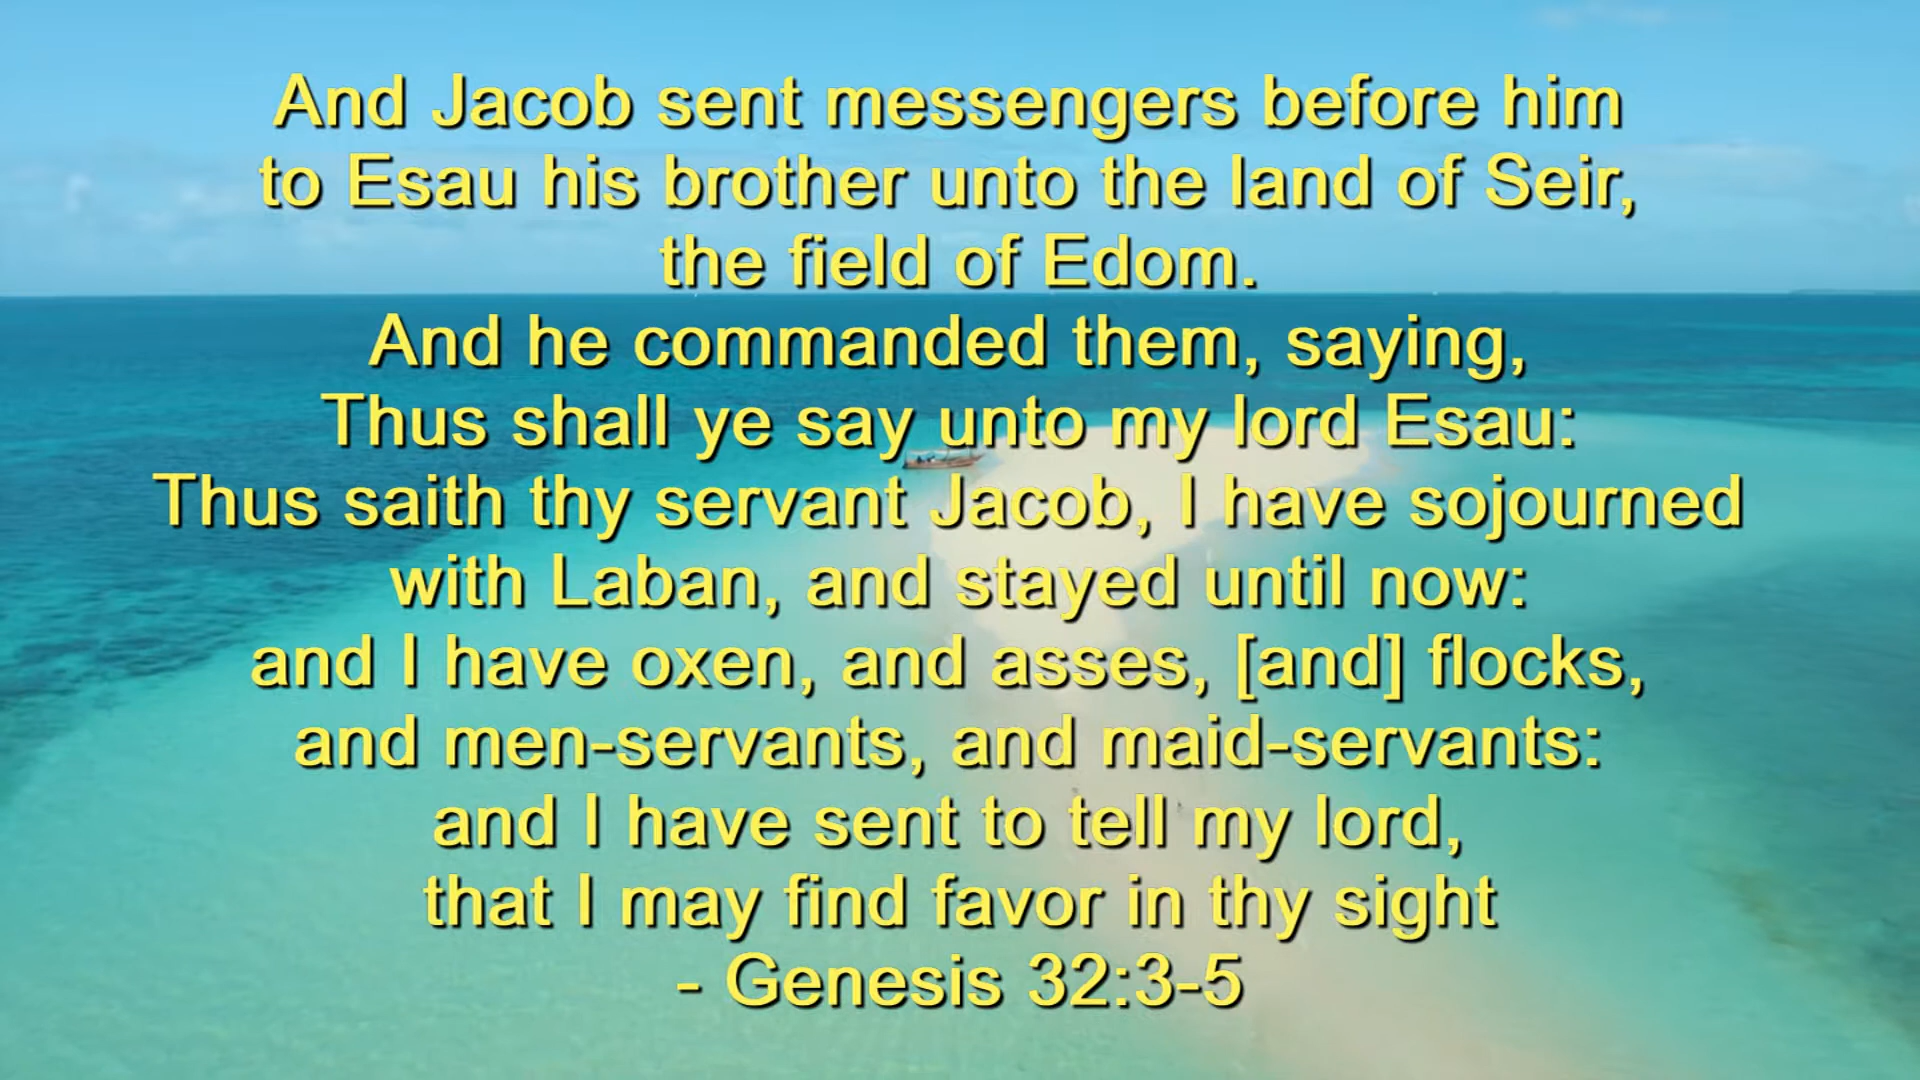 And Jacob sent messengers before him
to Esau his brother unto the land of Seir,
the field of Edom.
And he commanded them, saying,
Thus shall ye say unto my lord Esau:
Thus saith thy servant Jacob, I have sojourned
with Laban, and stayed until now:
and I have oxen, and asses, [and] flocks,
and men-servants, and maid-servants:
and I have sent to tell my lord,
that I may find favor in thy sight
- Genesis 32:3-5